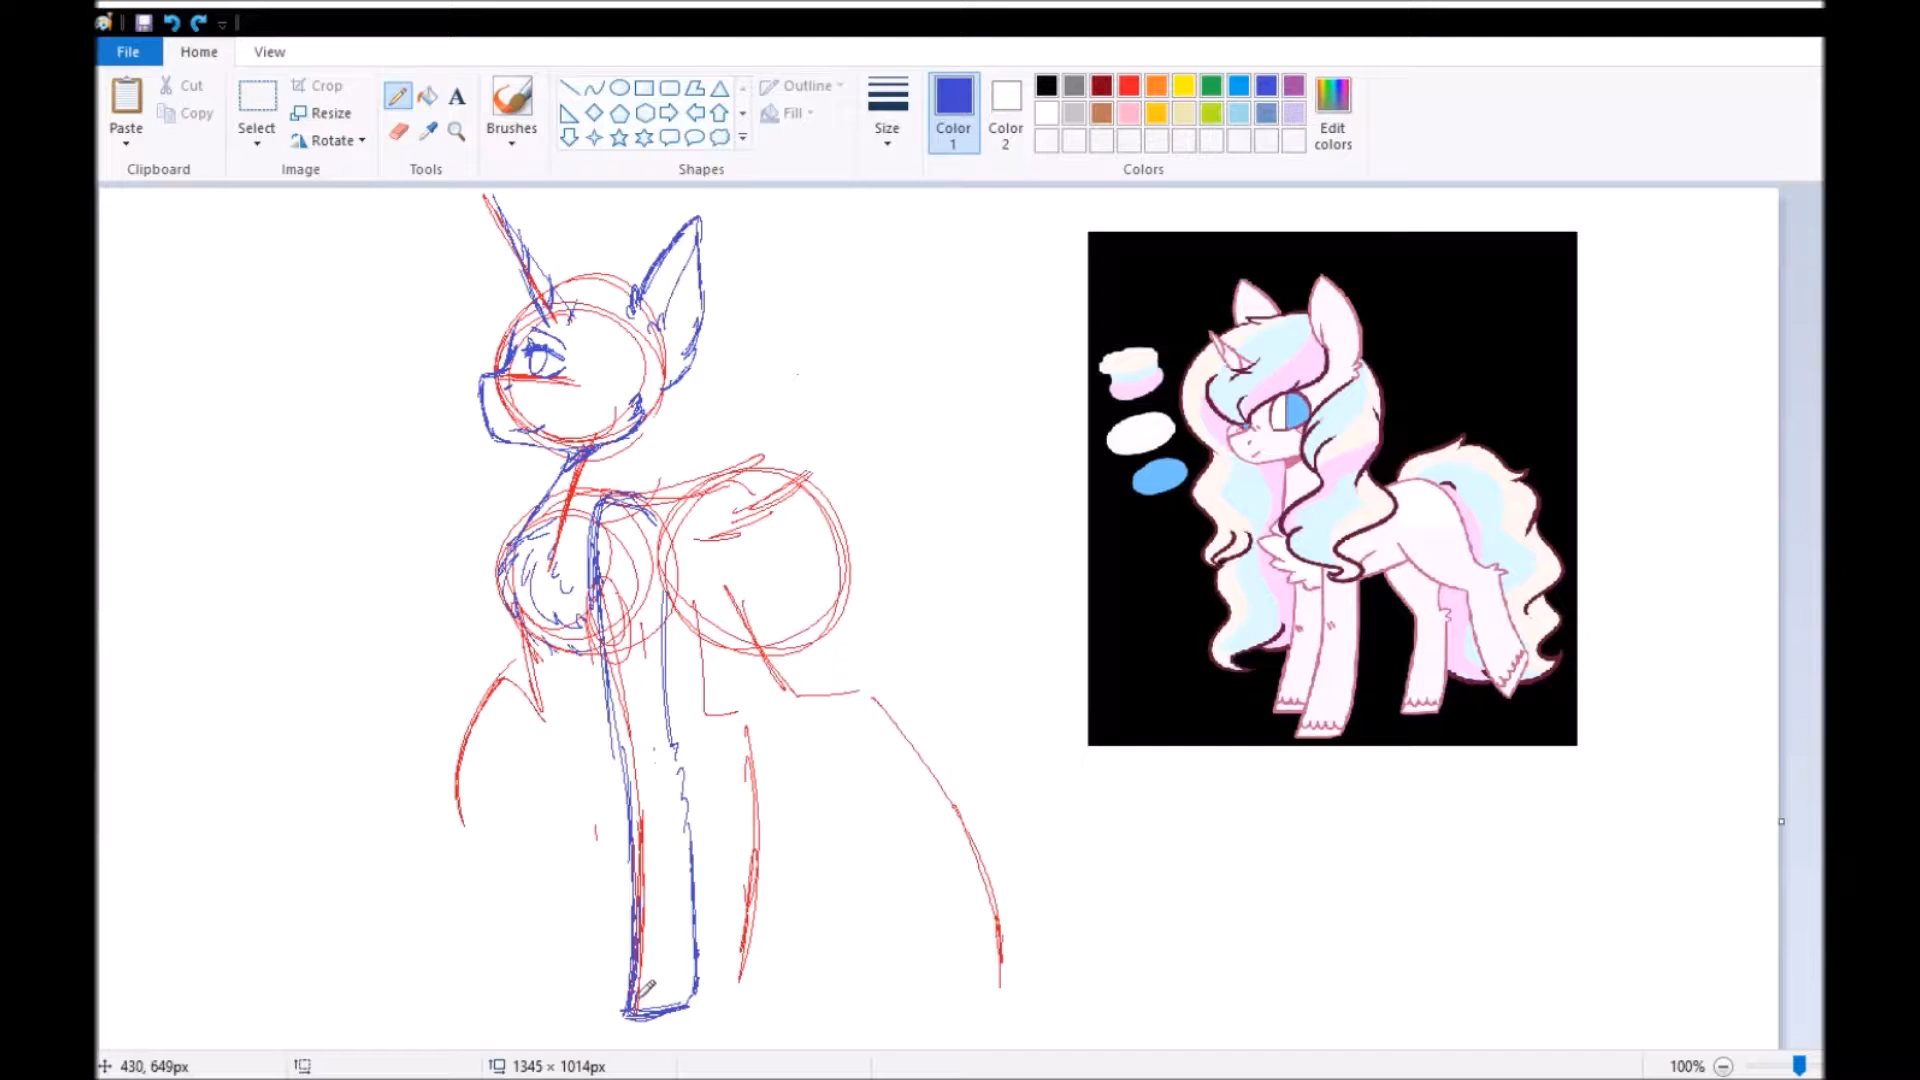 File Home View
Paste
Cut
Copy
Clipboard
Select
Crop
Resize
Rotate
Image
A
Tools
Brushes
Shapes
Outline
Fill
Size
Color
1
Color
2
Edit
colors
Colors
430, 649px
1345 × 1014px
100%